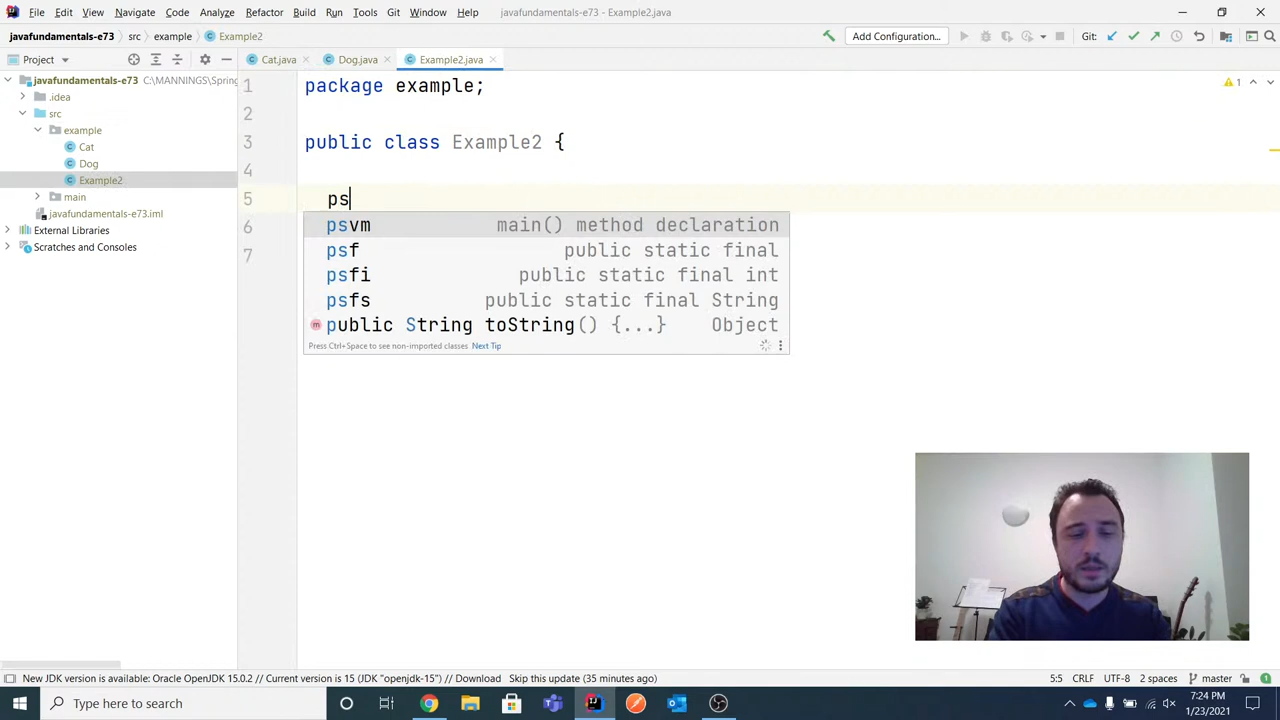 File Edit View Navigate Code Analyze Refactor Build Run Tools Git Window Help javafundamentals-e73 - Example2.java
javafundamentals-e73 src example Example2 Add Configuration... Git:
Project Cat.java Dog.java Example2.java
javafundamentals-e73 C:\MANNINGS\Spring
.idea
src
example
Cat
Dog
Example2
main
javafundamentals-e73.iml
External Libraries
Scratches and Consoles
1 package example;
1
2
3 public class Example2 {
4
5 ps
6
7
psvm main() method declaration
psf public static final
psfi public static final int
psfs public static final String
m public String toString() {...} Object
Press Ctrl+Space to see non-imported classes Next Tip
New JDK version is available: Oracle OpenJDK 15.0.2 // Current version is 15 (JDK "openjdk-15") // Download Skip this update (35 minutes ago) 5:5 CRLF UTF-8 2 spaces master
Type here to search
7:24 PM
1/23/2021